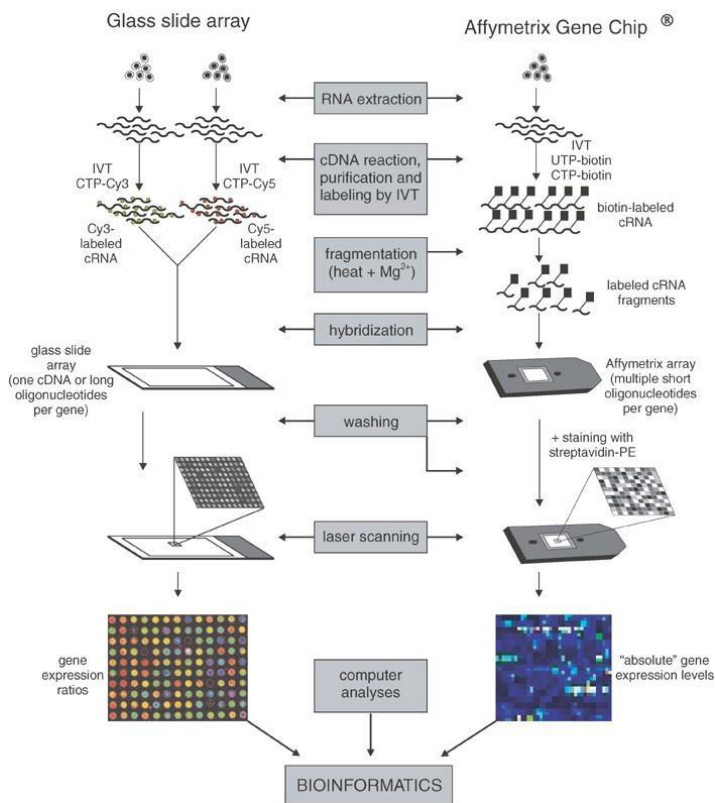 Glass slide array
Affymetrix Gene Chip ®
RNA extraction
IVT
CTP-Cy3
IVT
CTP-Cy5
cDNA reaction,
purification and
labeling by IVT
IVT
UTP-biotin
CTP-biotin
Cy3-
labeled
cRNA
Cy5-
labeled
cRNA
biotin-labeled
cRNA
fragmentation
(heat + Mg²⁺)
labeled cRNA
fragments
hybridization
glass slide
array
(one cDNA or long
oligonucleotides
per gene)
Affymetrix array
(multiple short
oligonucleotides
per gene)
washing
+ staining with
streptavidin-PE
laser scanning
gene
expression
ratios
computer
analyses
"absolute" gene
expression levels
BIOINFORMATICS